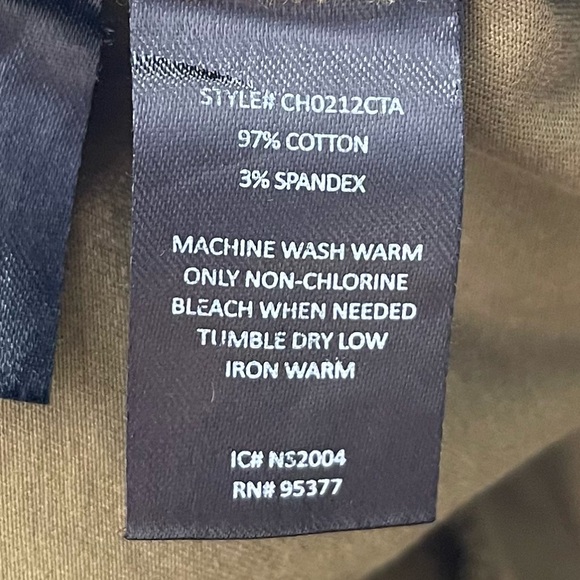 STYLE# CH0212CTA
97% COTTON
3% SPANDEX
MACHINE WASH WARM
ONLY NON-CHLORINE
BLEACH WHEN NEEDED
TUMBLE DRY LOW
IRON WARM
IC# NS2004
RN# 95377